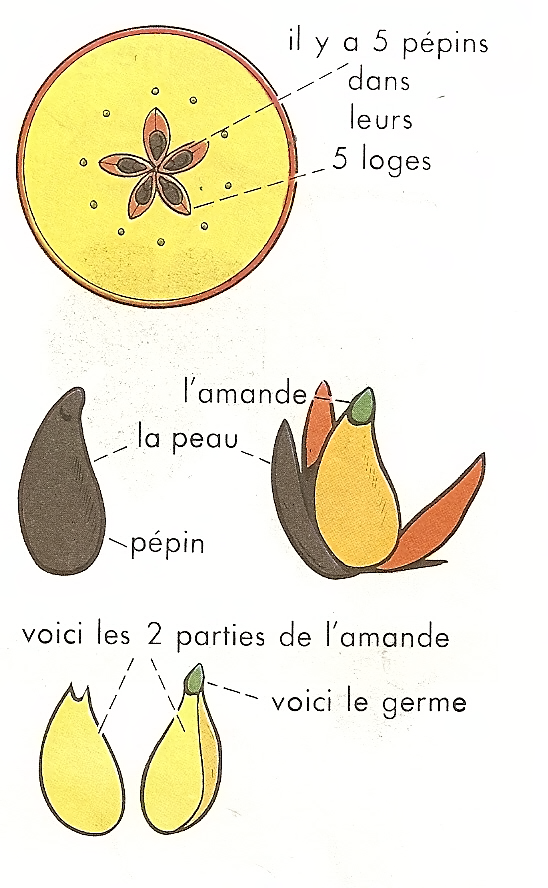 il y a 5 pépins
dans
leurs
5 loges
l'amande
la peau
pépin
voici les 2 parties de l'amande
voici le germe